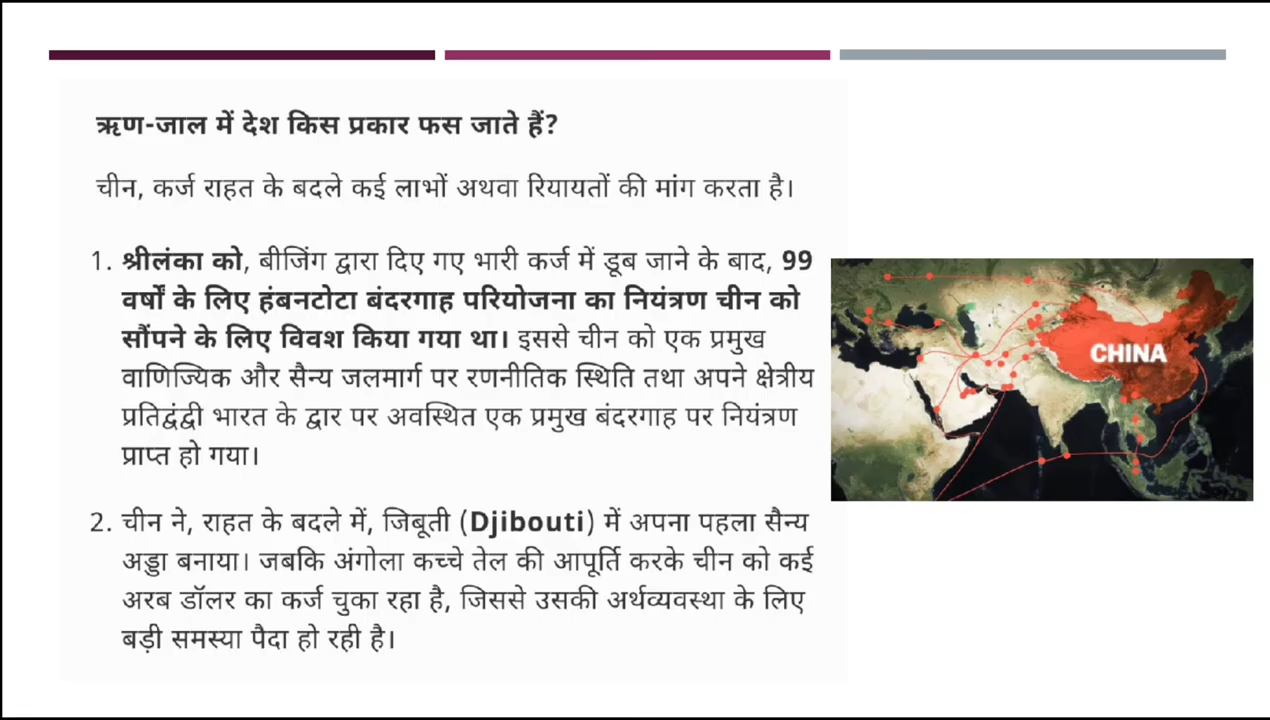 ऋण-जाल में देश किस प्रकार फस जाते हैं?
चीन, कर्ज राहत के बदले कई लाभों अथवा रियायतों की मांग करता है।
1. श्रीलंका को, बीजिंग द्वारा दिए गए भारी कर्ज में डूब जाने के बाद, 99
वर्षों के लिए हंबनटोटा बंदरगाह परियोजना का नियंत्रण चीन को
सौंपने के लिए विवश किया गया था। इससे चीन को एक प्रमुख
वाणिज्यिक और सैन्य जलमार्ग पर रणनीतिक स्थिति तथा अपने क्षेत्रीय
प्रतिद्वंद्वी भारत के द्वार पर अवस्थित एक प्रमुख बंदरगाह पर नियंत्रण
प्राप्त हो गया।
2. चीन ने, राहत के बदले में, जिबूती (Djibouti) में अपना पहला सैन्य
अड्डा बनाया। जबकि अंगोला कच्चे तेल की आपूर्ति करके चीन को कई
अरब डॉलर का कर्ज चुका रहा है, जिससे उसकी अर्थव्यवस्था के लिए
बड़ी समस्या पैदा हो रही है।
CHINA